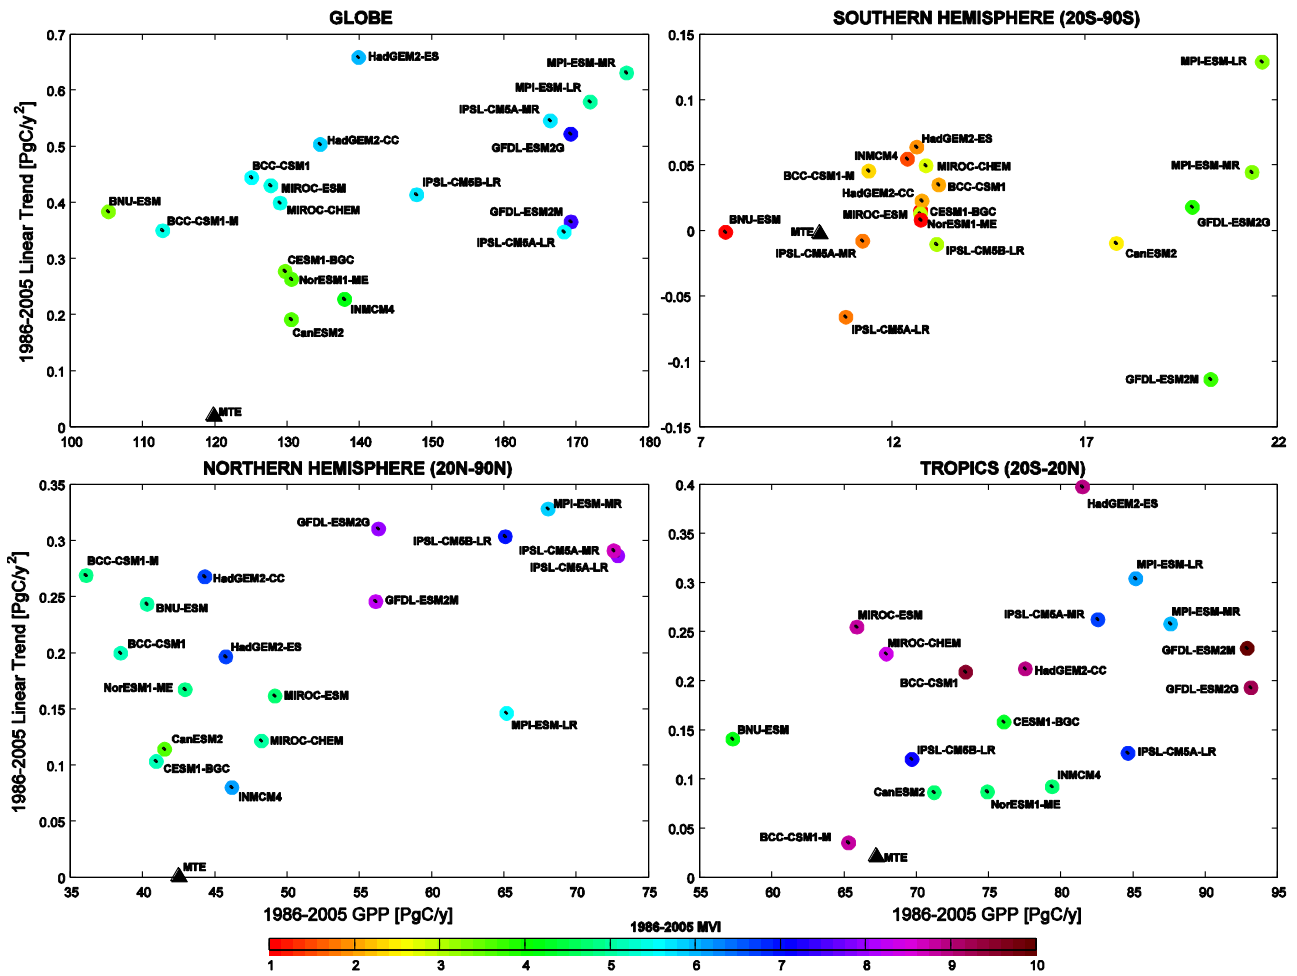 GLOBE
0.7
0.6
0.5
0.4
0.3
0.2
0.1
0
1986-2005 Linear Trend [PgC/y²]
HadGEM2-ES
MPI-ESM-MR
MPI-ESM-LR
IPSL-CM5A-MR
GFDL-ESM2G
HadGEM2-CC
BCC-CSM1
MIROC-ESM
IPSL-CM5B-LR
BNU-ESM
MIROC-CHEM
BCC-CSM1-M
GFDL-ESM2M
IPSL-CM5A-LR
CESM1-BGC
NorESM1-ME
INMCM4
CanESM2
MTE
100 110 120 130 140 150 160 170 180
SOUTHERN HEMISPHERE (20S-90S)
0.15
0.1
0.05
0
-0.05
-0.1
-0.15
MPI-ESM-LR
HadGEM2-ES
INMCM4
MIROC-CHEM
MPI-ESM-MR
BCC-CSM1-M
BCC-CSM1
HadGEM2-CC
MIROC-ESM
CESM1-BGC
GFDL-ESM2G
BNU-ESM
NorESM1-ME
MTE
IPSL-CM5A-MR
IPSL-CM5B-LR
CanESM2
IPSL-CM5A-LR
GFDL-ESM2M
7 12 17 22
NORTHERN HEMISPHERE (20N-90N)
0.35
0.3
0.25
0.2
0.15
0.1
0.05
0
1986-2005 Linear Trend [PgC/y²]
MPI-ESM-MR
GFDL-ESM2G
IPSL-CM5B-LR
IPSL-CM5A-MR
BCC-CSM1-M
IPSL-CM5A-LR
HadGEM2-CC
BNU-ESM
GFDL-ESM2M
BCC-CSM1
HadGEM2-ES
NorESM1-ME
MIROC-ESM
MPI-ESM-LR
CanESM2
MIROC-CHEM
CESM1-BGC
INMCM4
MTE
35 40 45 50 55 60 65 70 75
1986-2005 GPP [PgC/y]
TROPICS (20S-20N)
0.4
0.35
0.3
0.25
0.2
0.15
0.1
0.05
0
HadGEM2-ES
MPI-ESM-LR
MIROC-ESM
IPSL-CM5A-MR
MPI-ESM-MR
MIROC-CHEM
GFDL-ESM2M
BCC-CSM1
HadGEM2-CC
GFDL-ESM2G
CESM1-BGC
BNU-ESM
IPSL-CM5B-LR
IPSL-CM5A-LR
INMCM4
CanESM2
NorESM1-ME
BCC-CSM1-M
MTE
55 60 65 70 75 80 85 90 95
1986-2005 GPP [PgC/y]
1986-2005 MVI
1 2 3 4 5 6 7 8 9 10